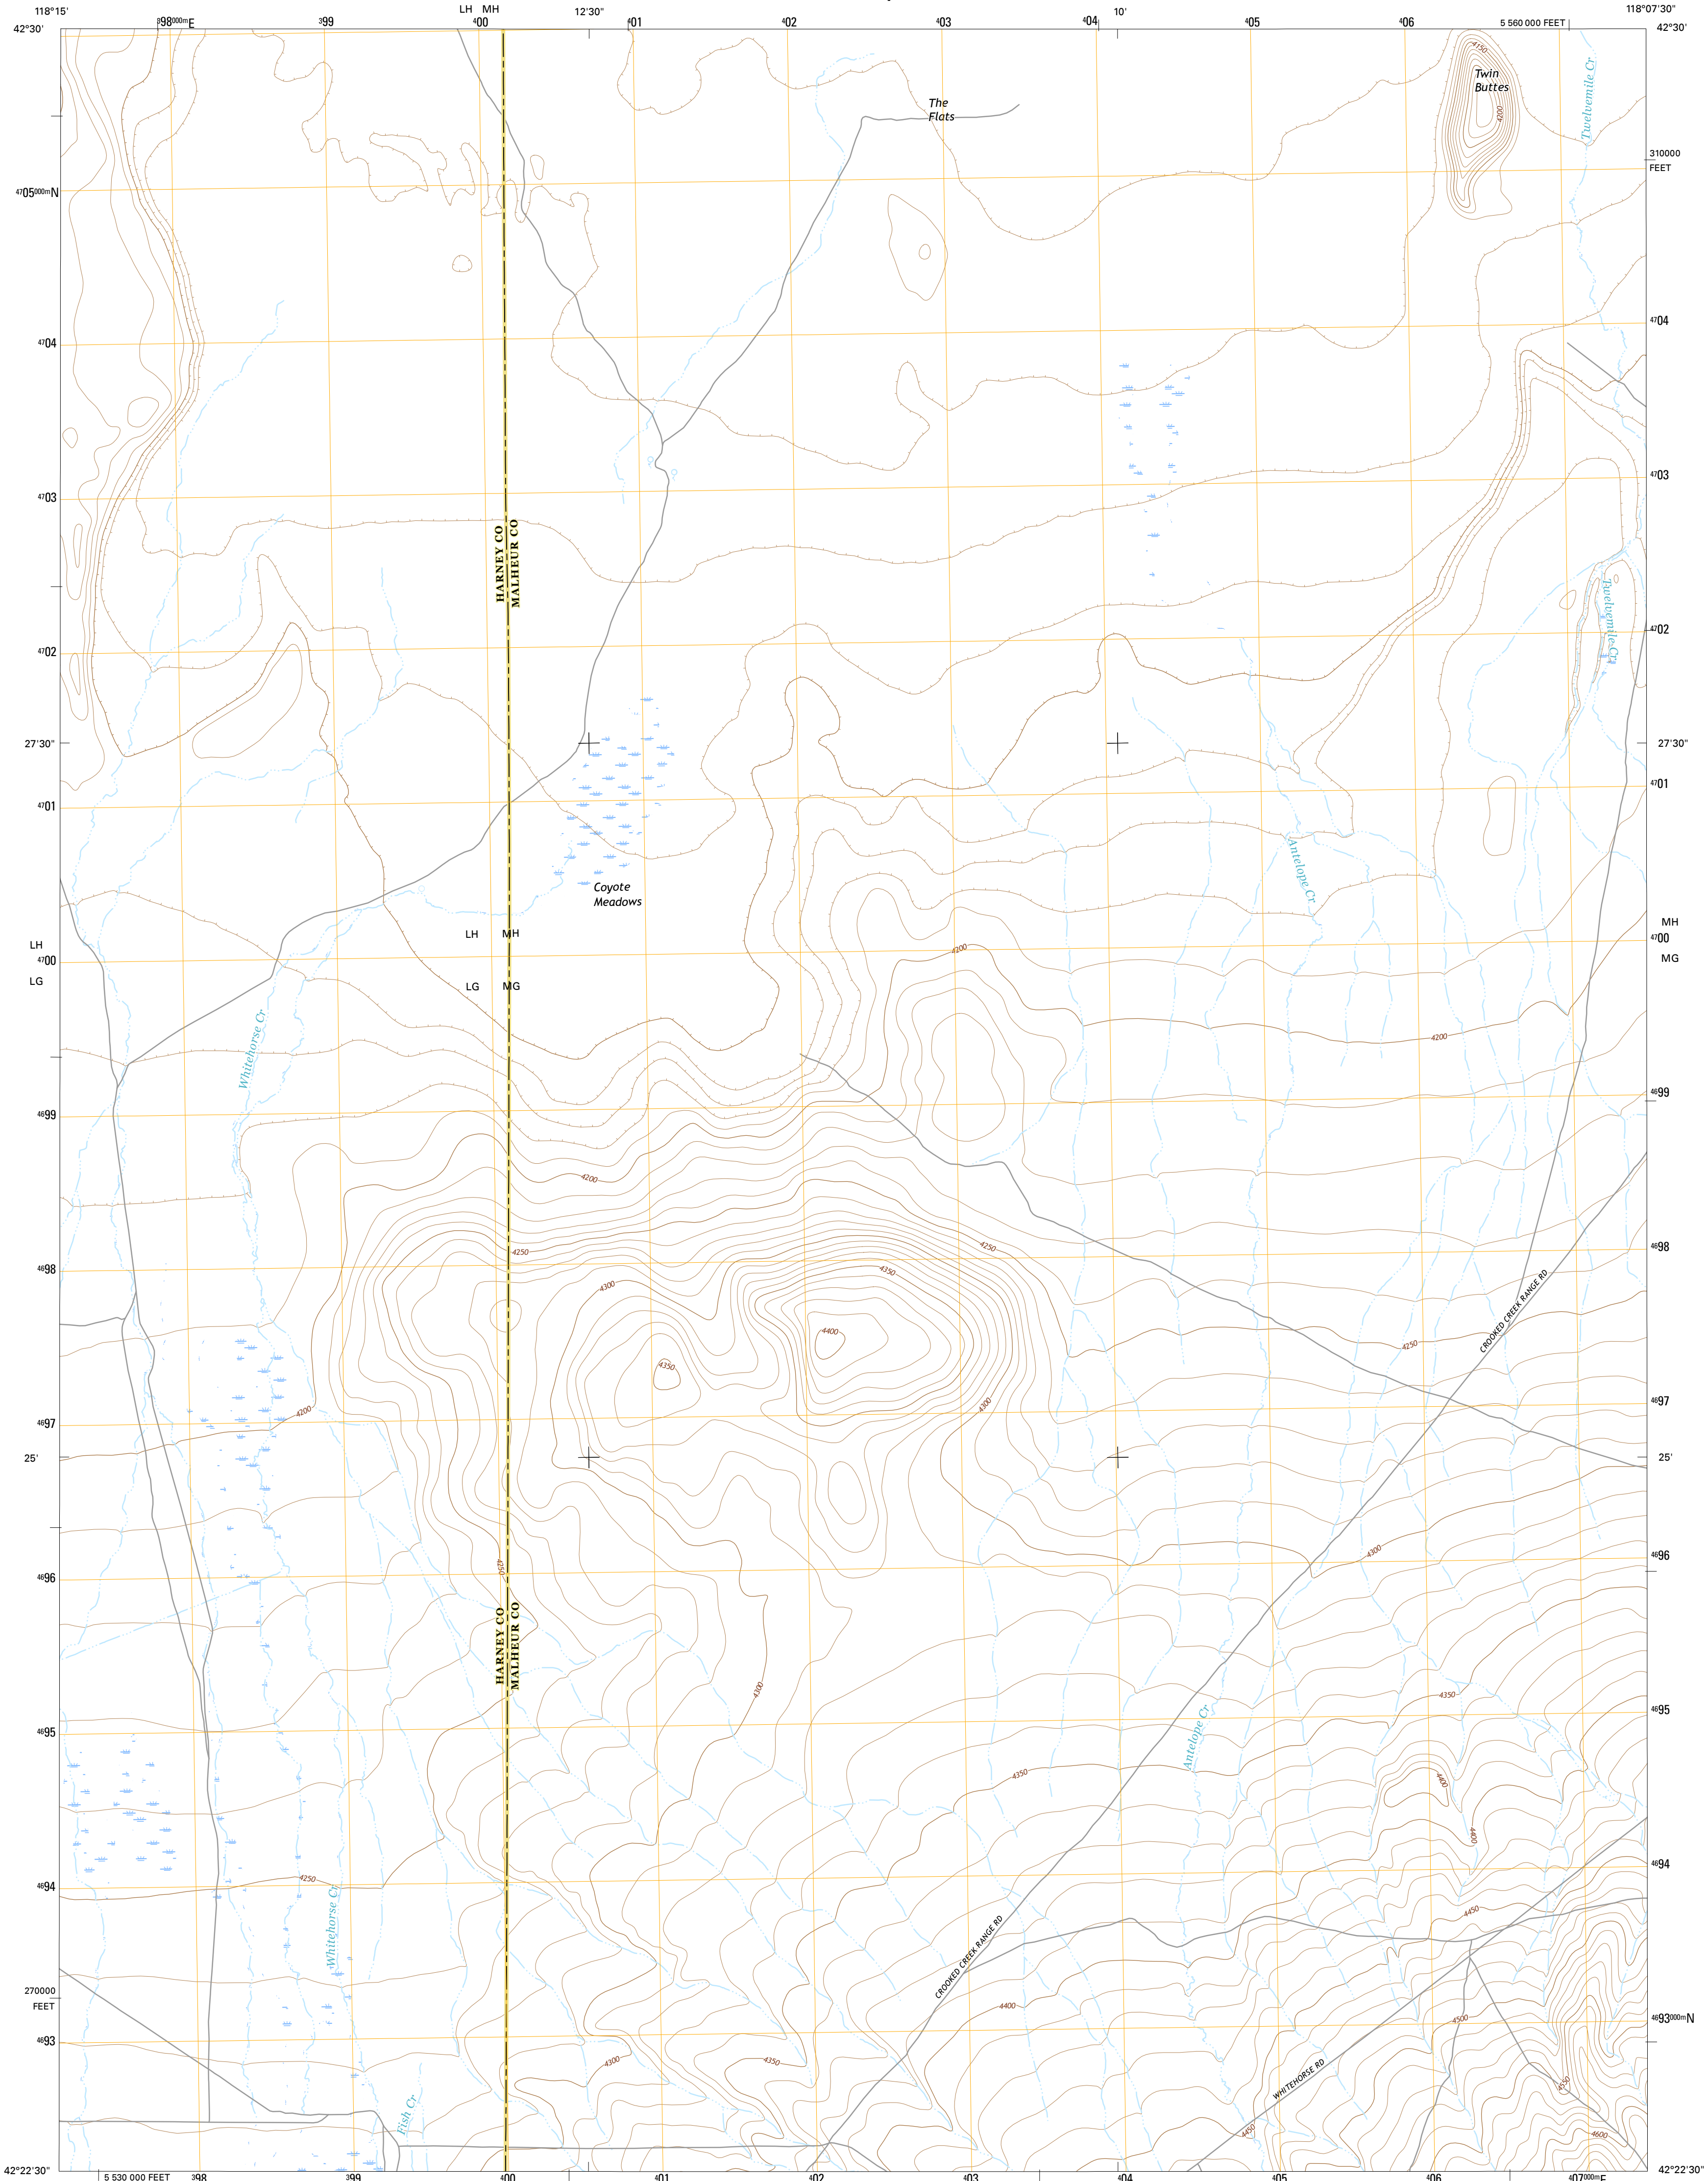 LH MH
118°15'
³98⁰⁰⁰ᵐE
³99
⁴00
12'30"
⁴01
⁴02
⁴03
⁴04
10'
⁴05
⁴06
5 560 000 FEET
118°07'30"
42°30'
42°30'
4150
Twin
Buttes
4200
Twelvemile Cr
The
Flats
310000
FEET
⁴⁷05⁰⁰⁰ᵐN
⁴⁷04
⁴⁷04
⁴⁷03
⁴⁷03
HARNEY CO
MALHEUR CO
Twelvemile Cr
⁴⁷02
⁴⁷02
27'30"
27'30"
⁴⁷01
⁴⁷01
Antelope Cr
Coyote
Meadows
LH
LH MH
MH
⁴⁷00
4200
⁴⁷00
LG
LG MG
MG
Whitehorse Cr
4200
⁴⁶99
⁴⁶99
4200
4250
4250
⁴⁶98
⁴⁶98
4300
4350
CROOKED CREEK RANGE RD
4400
4250
4350
⁴⁶97
4200
4300
⁴⁶97
25'
25'
4250
4300
⁴⁶96
⁴⁶96
HARNEY CO
MALHEUR CO
4300
4350
⁴⁶95
Antelope Cr
⁴⁶95
4350
4400
4400
⁴⁶94
4250
⁴⁶94
Whitehorse Cr
4450
CROOKED CREEK RANGE RD
270000
FEET
4400
4500
⁴⁶93⁰⁰⁰ᵐN
⁴⁶93
4300
4350
WHITEHORSE RD
4550
Fish Cr
4450
4600
42°22'30"
42°22'30"
5 530 000 FEET
³98
³99
⁴00
⁴01
⁴02
⁴03
⁴04
⁴05
⁴06
⁴07⁰⁰⁰ᵐE